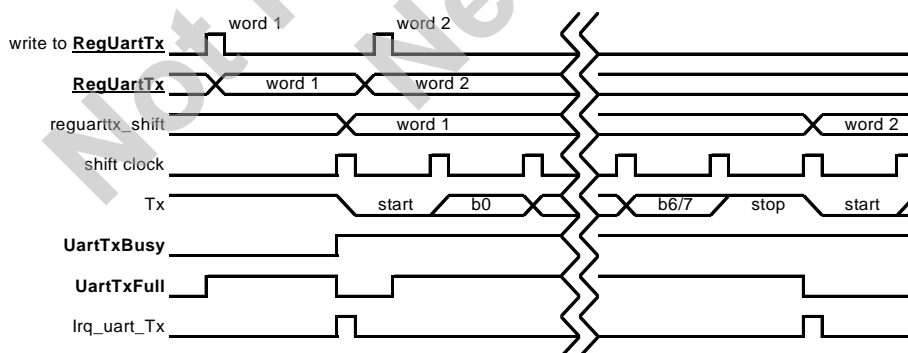 word 1 word 2
write to RegUartTx
RegUartTx word 1 word 2
reguarttx_shift word 1 word 2
shift clock
Tx start b0 b6/7 stop start
UartTxBusy
UartTxFull
Irq_uart_Tx